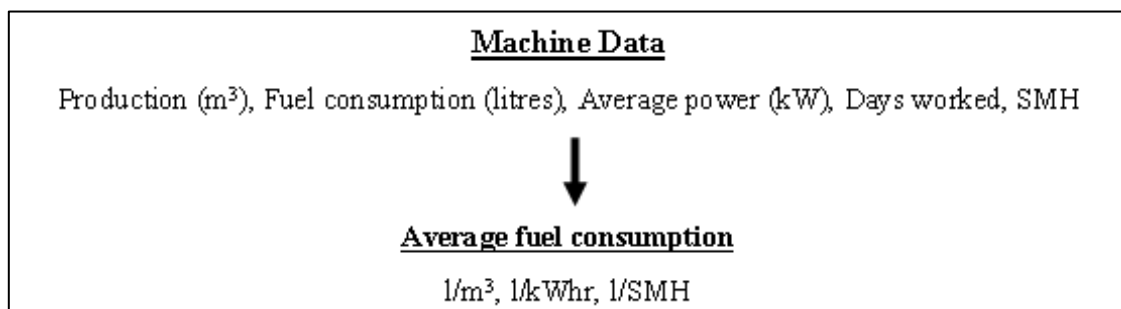 Machine Data
Production (m³), Fuel consumption (litres), Average power (kW), Days worked, SMH
Average fuel consumption
l/m³, l/kWhr, l/SMH